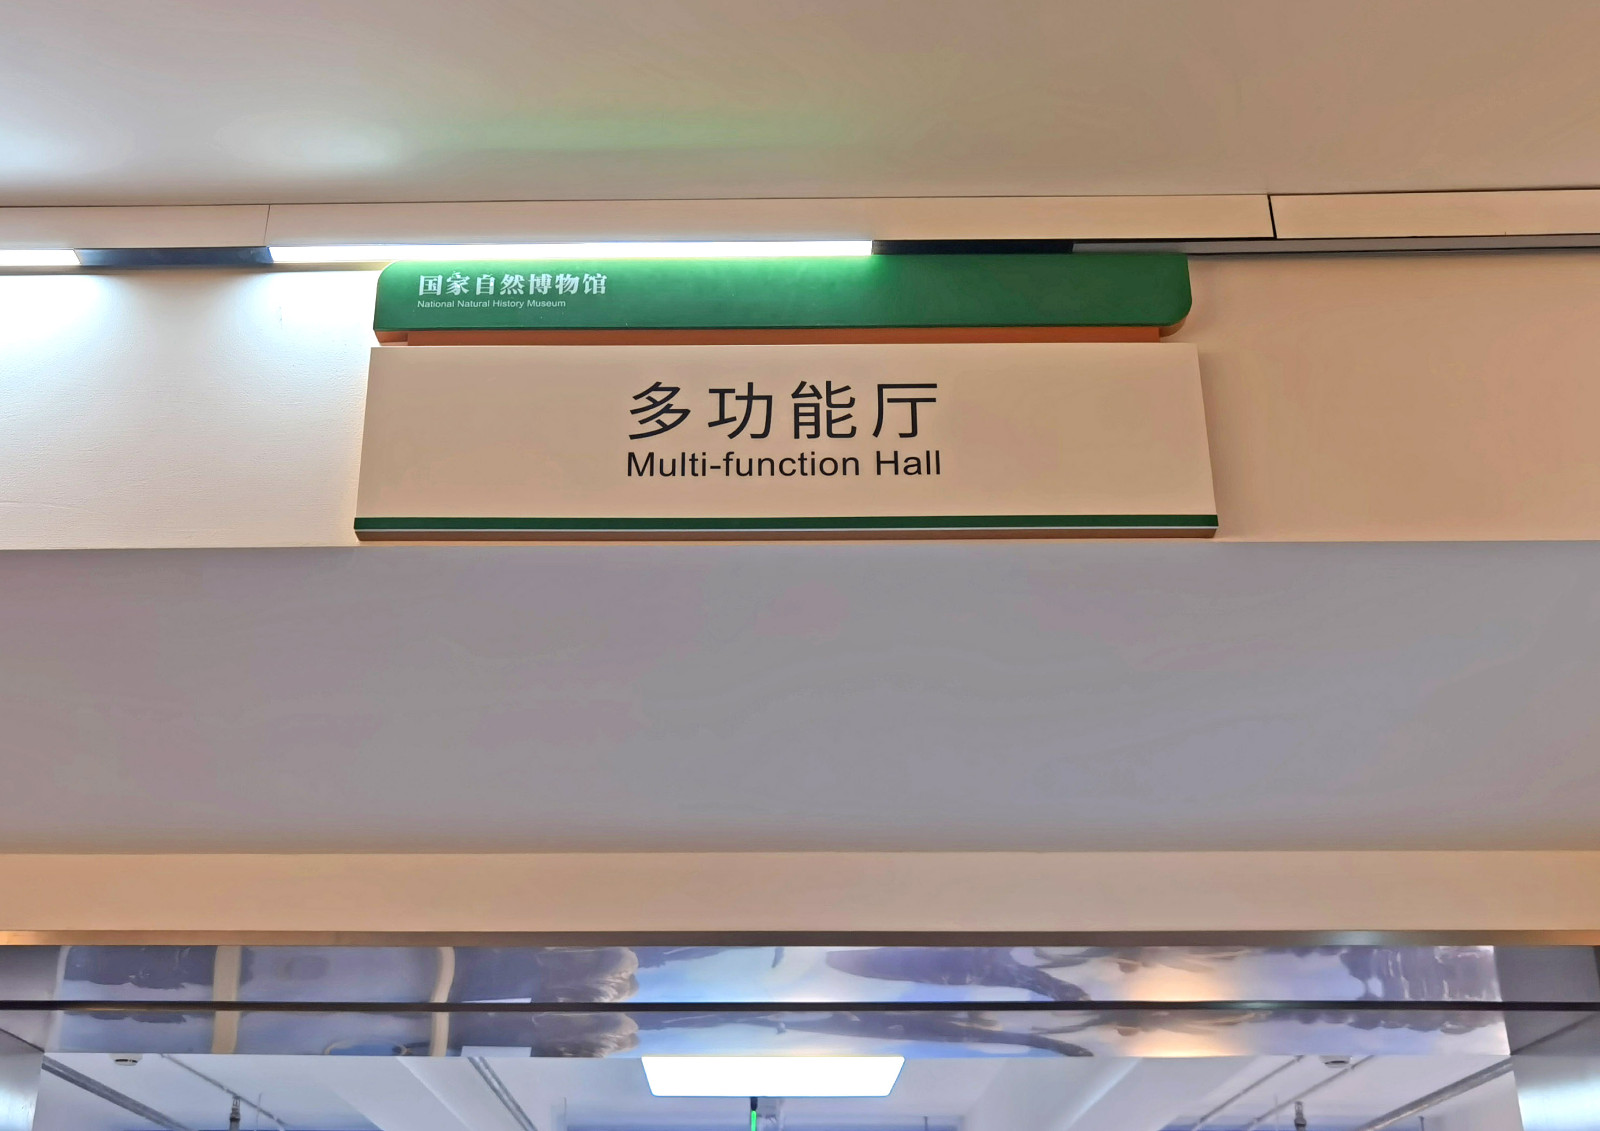 国家自然博物馆
National Natural History Museum
多功能厅
Multi-function Hall